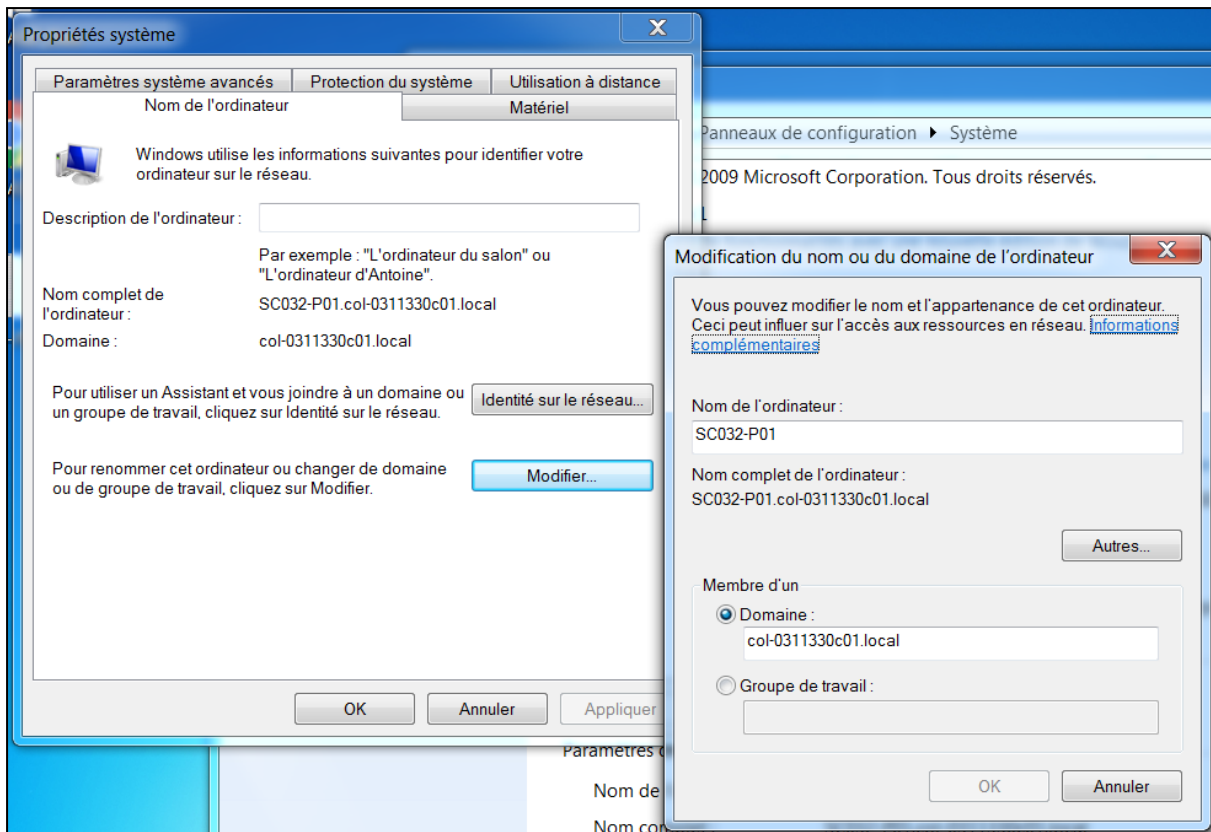 Propriétés système
Paramètres système avancés
Protection du système
Utilisation à distance
Nom de l'ordinateur
Matériel
Windows utilise les informations suivantes pour identifier votre
ordinateur sur le réseau.
Description de l'ordinateur :
Par exemple : "L'ordinateur du salon" ou
"L'ordinateur d'Antoine".
Nom complet de
l'ordinateur :
SC032-P01.col-0311330c01.local
Domaine :
col-0311330c01.local
Pour utiliser un Assistant et vous joindre à un domaine ou
un groupe de travail, cliquez sur Identité sur le réseau.
Identité sur le réseau...
Pour renommer cet ordinateur ou changer de domaine
ou de groupe de travail, cliquez sur Modifier.
Modifier...
OK
Annuler
Appliquer
Panneaux de configuration
Système
2009 Microsoft Corporation. Tous droits réservés.
Modification du nom ou du domaine de l'ordinateur
Vous pouvez modifier le nom et l'appartenance de cet ordinateur.
Ceci peut influer sur l'accès aux ressources en réseau. Informations
complémentaires
Nom de l'ordinateur :
SC032-P01
Nom complet de l'ordinateur :
SC032-P01.col-0311330c01.local
Autres...
Membre d'un
Domaine :
col-0311330c01.local
Groupe de travail :
OK
Annuler
Paramètres
Nom de
Nom